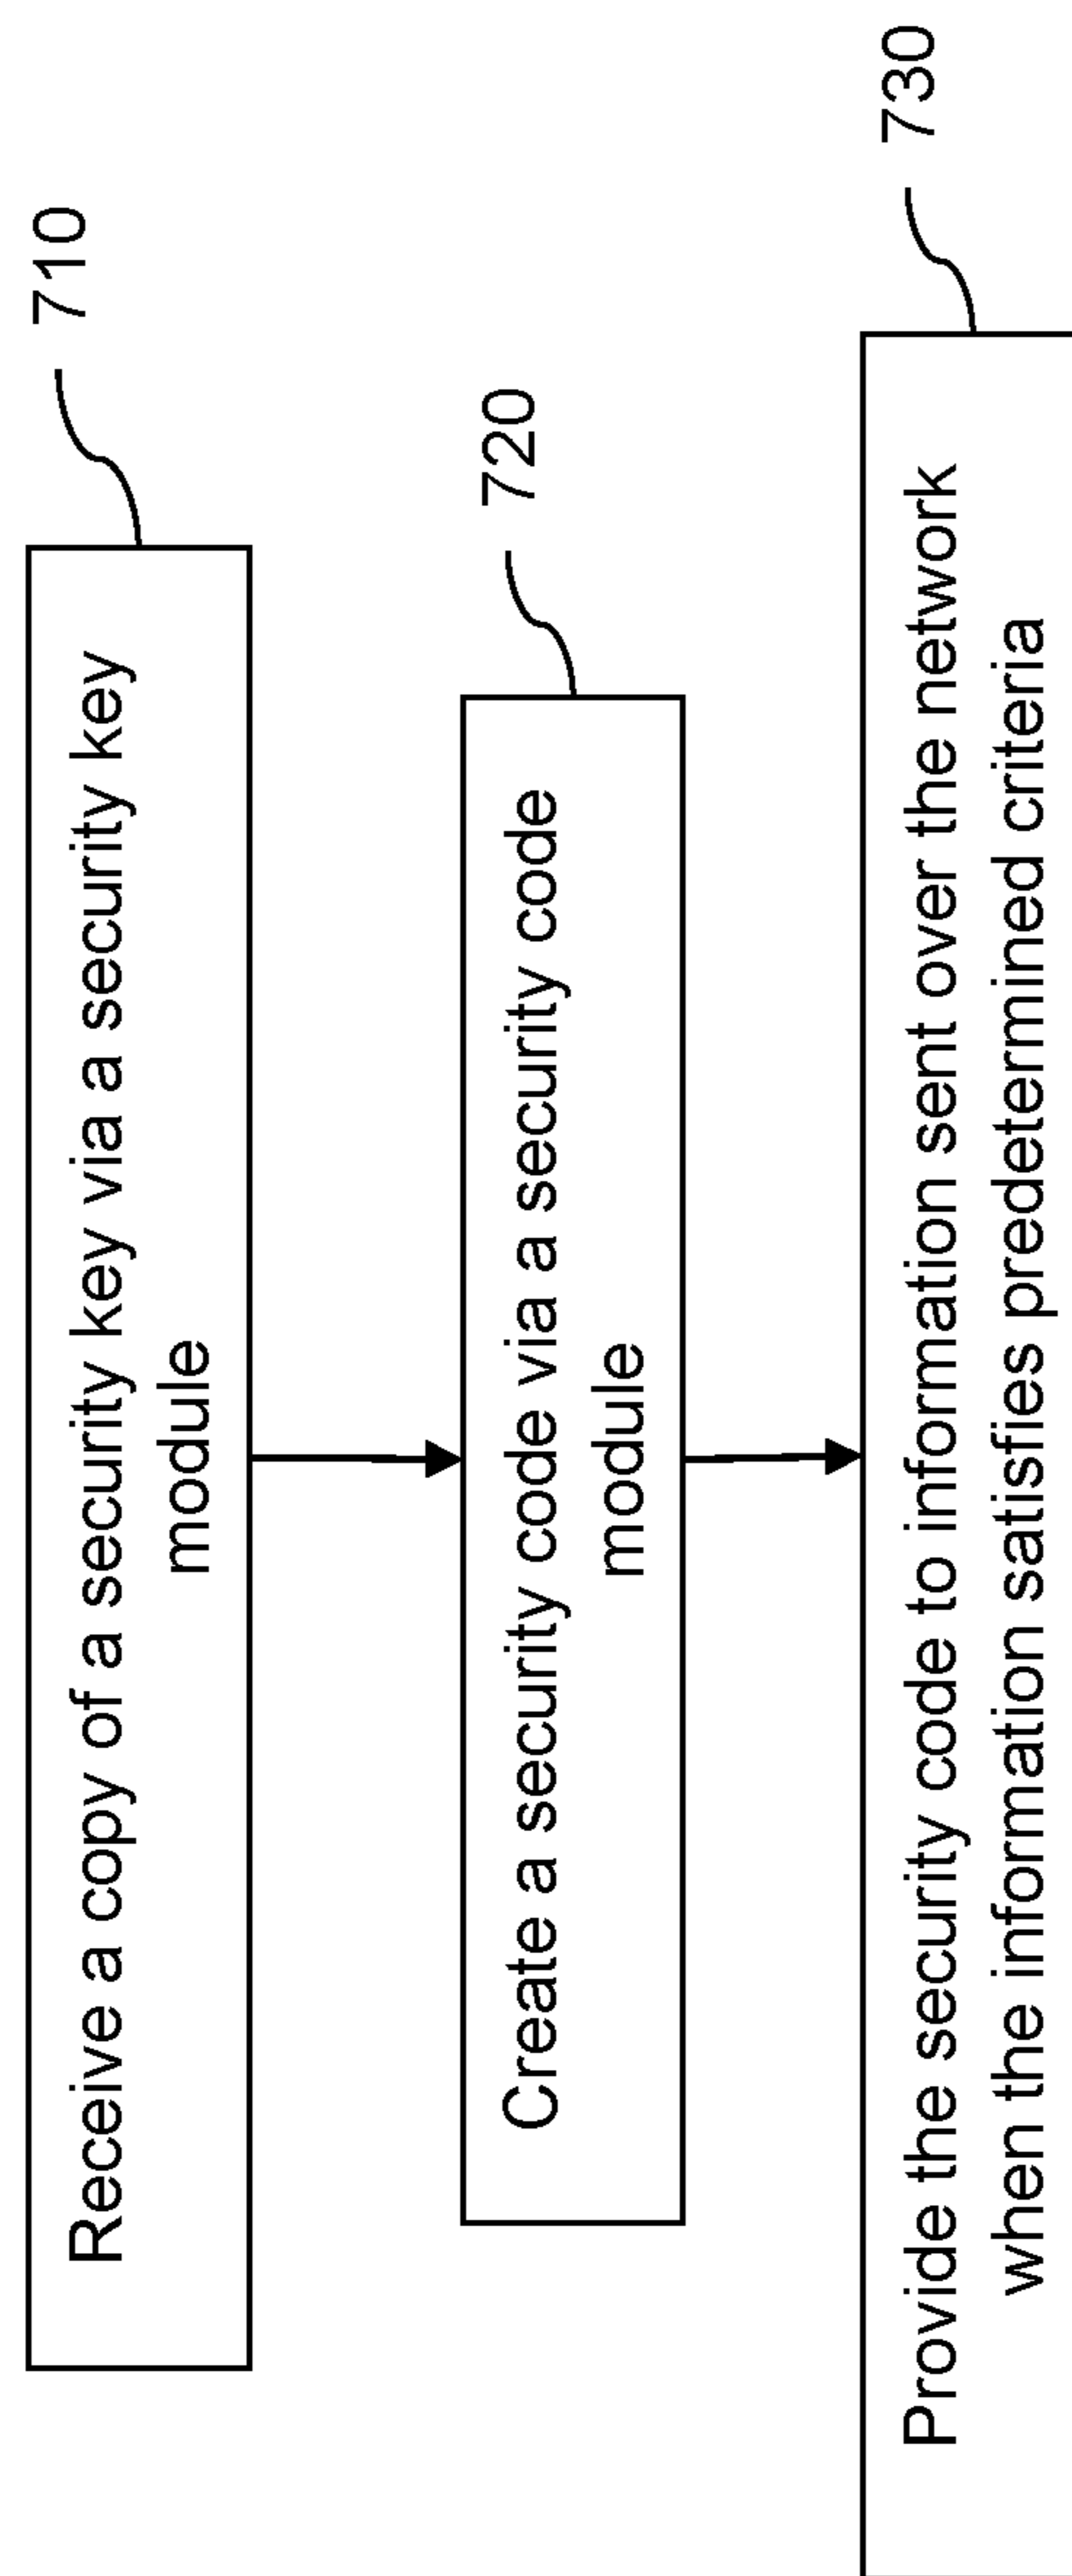 710
Receive a copy of a security key via a security key
module
720
Create a security code via a security code
module
730
Provide the security code to information sent over the network
when the information satisfies predetermined criteria